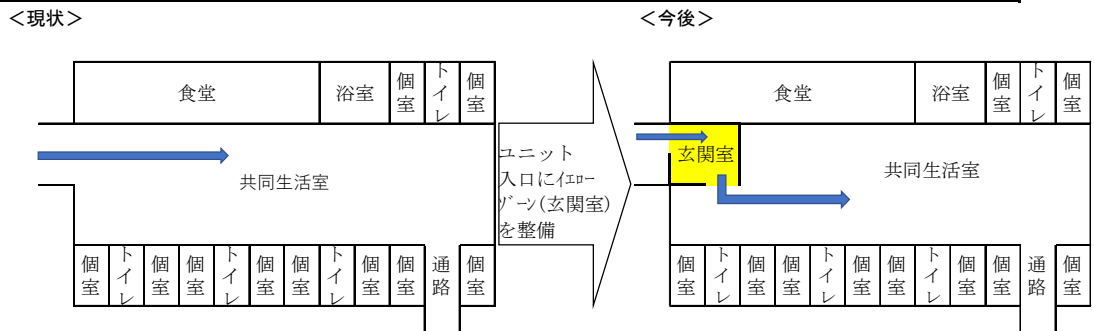 ＜現状＞
＜今後＞
食堂
浴室
個室
トイレ
個室
共同生活室
個室
トイレ
個室
個室
トイレ
個室
個室
トイレ
個室
個室
通路
個室
ユニット
入口にｲｴﾛｰ
ｿﾞｰﾝ(玄関室)
を整備
食堂
浴室
個室
トイレ
個室
玄関室
共同生活室
個室
トイレ
個室
個室
トイレ
個室
個室
トイレ
個室
個室
通路
個室